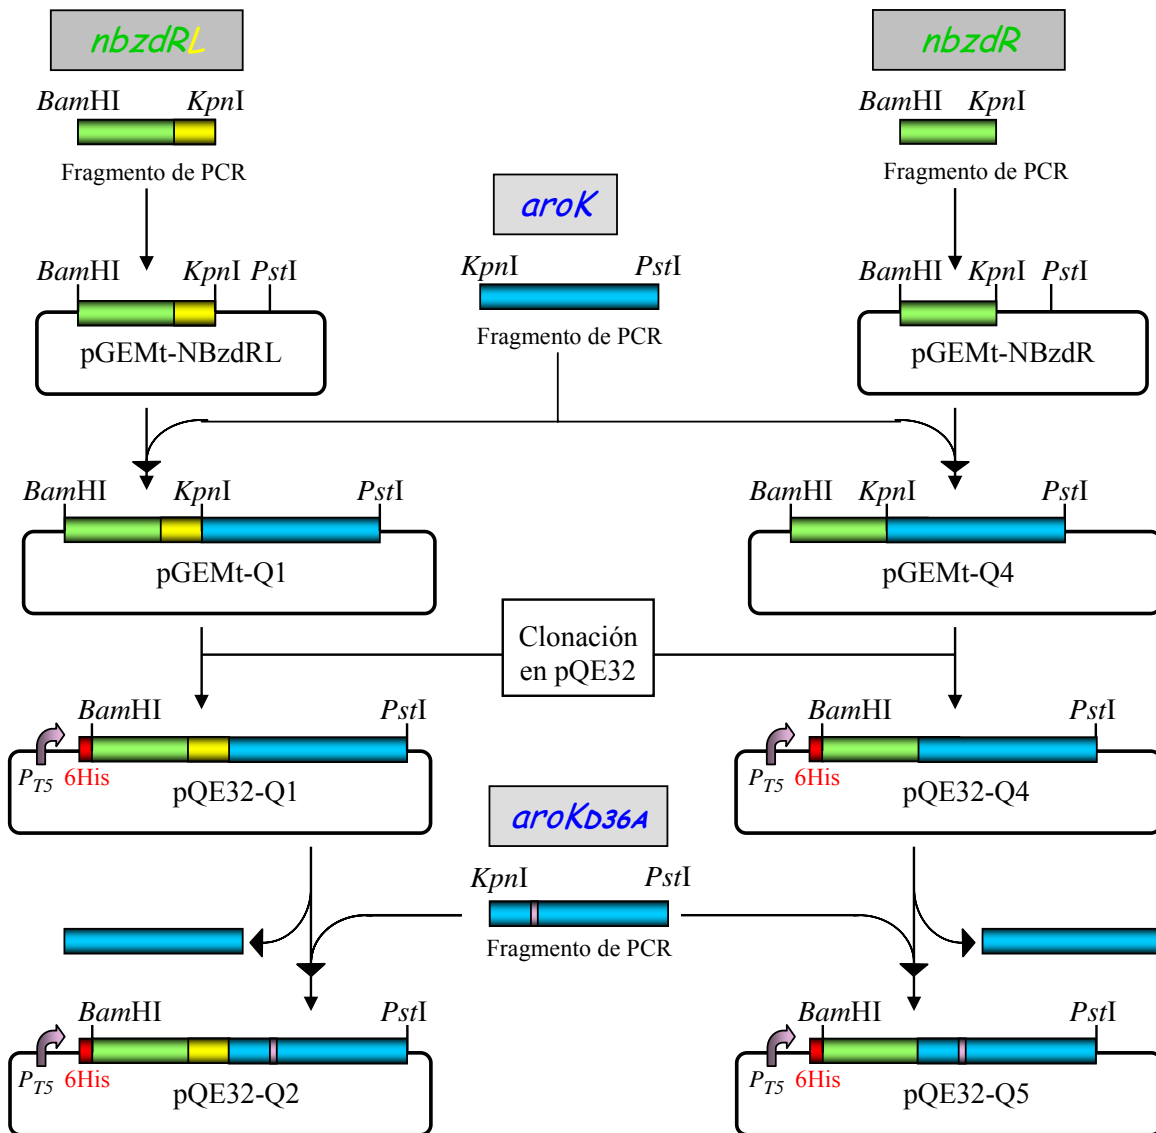 nbzdRL
nbzdR
BamHI KpnI
BamHI KpnI
Fragmento de PCR
Fragmento de PCR
aroK
KpnI PstI
Fragmento de PCR
BamHI KpnI PstI
BamHI KpnI PstI
pGEMt-NBzdRL
pGEMt-NBzdR
BamHI KpnI PstI
BamHI KpnI PstI
pGEMt-Q1
pGEMt-Q4
Clonación
en pQE32
BamHI PstI
BamHI PstI
PT5 6His
pQE32-Q1
PT5 6His
pQE32-Q4
aroKD36A
KpnI PstI
Fragmento de PCR
BamHI PstI
BamHI PstI
PT5 6His
pQE32-Q2
PT5 6His
pQE32-Q5